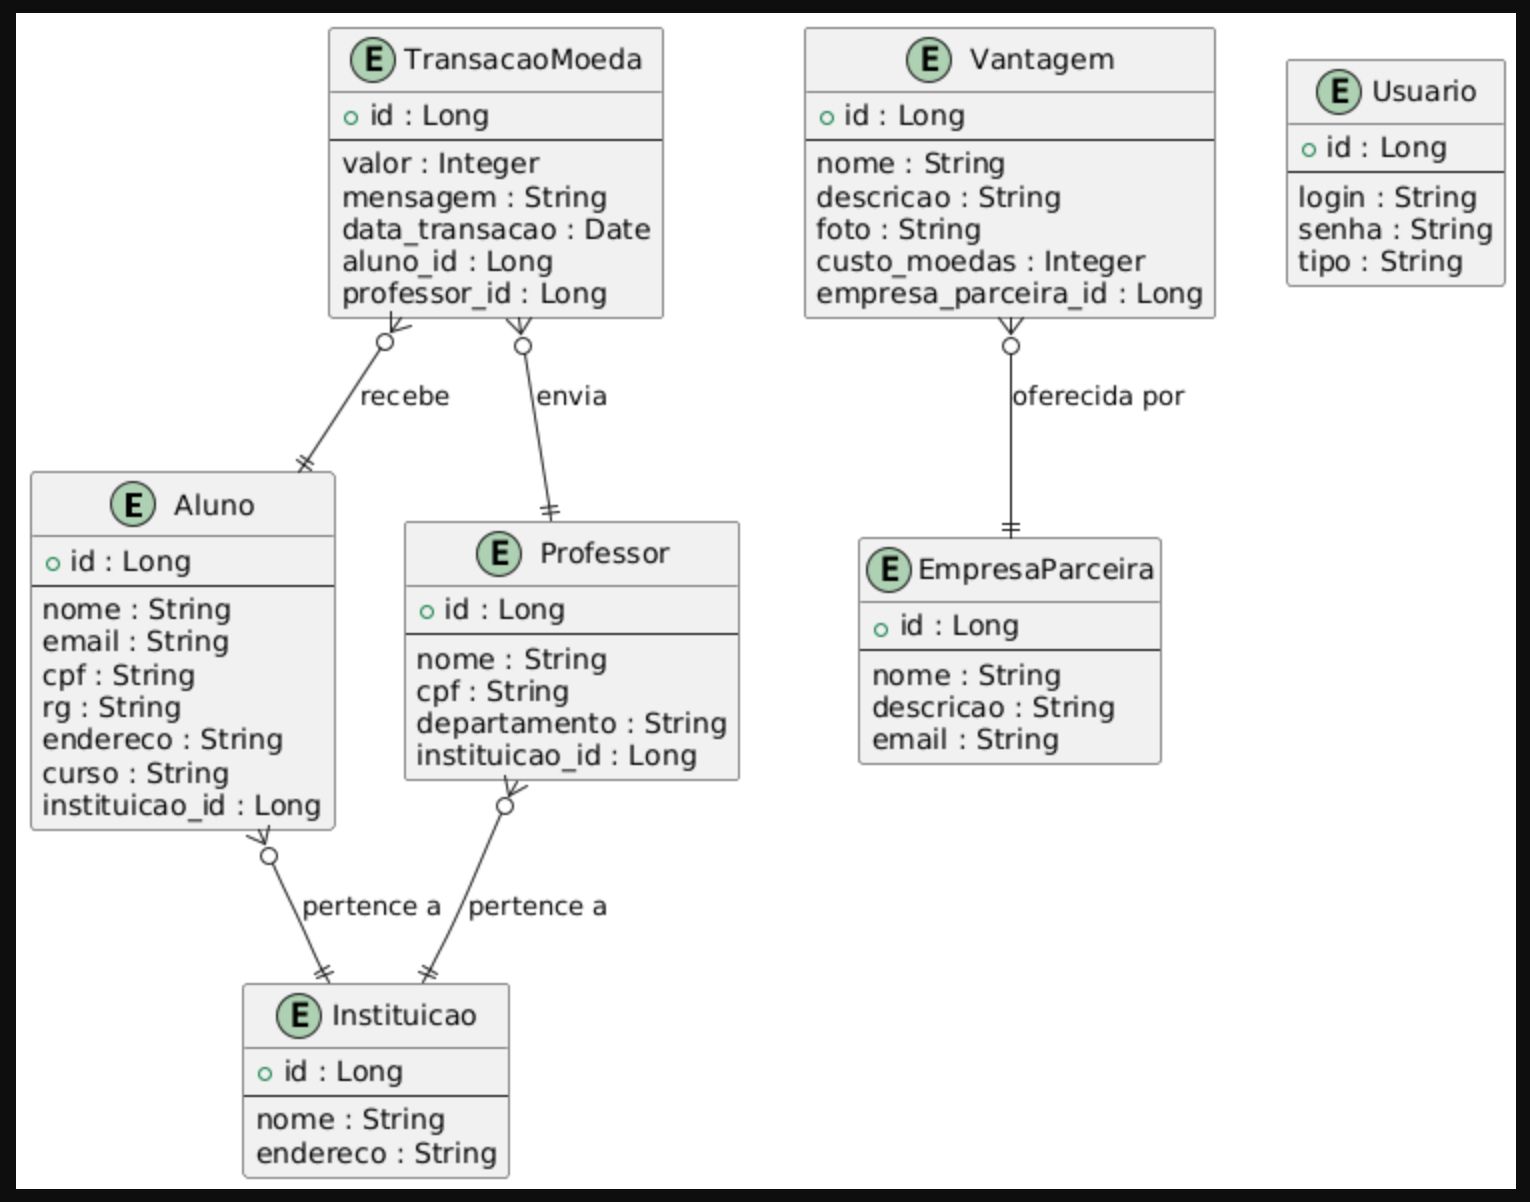 E TransacaoMoeda
id : Long
valor : Integer
mensagem : String
data_transacao : Date
aluno_id : Long
professor_id : Long
E Vantagem
id : Long
nome : String
descricao : String
foto : String
custo_moedas : Integer
empresa_parceira_id : Long
E Usuario
id : Long
login : String
senha : String
tipo : String
recebe
envia
oferecida por
E Aluno
id : Long
nome : String
email : String
cpf : String
rg : String
endereco : String
curso : String
instituicao_id : Long
E Professor
id : Long
nome : String
cpf : String
departamento : String
instituicao_id : Long
E EmpresaParceira
id : Long
nome : String
descricao : String
email : String
pertence a
pertence a
E Instituicao
id : Long
nome : String
endereco : String